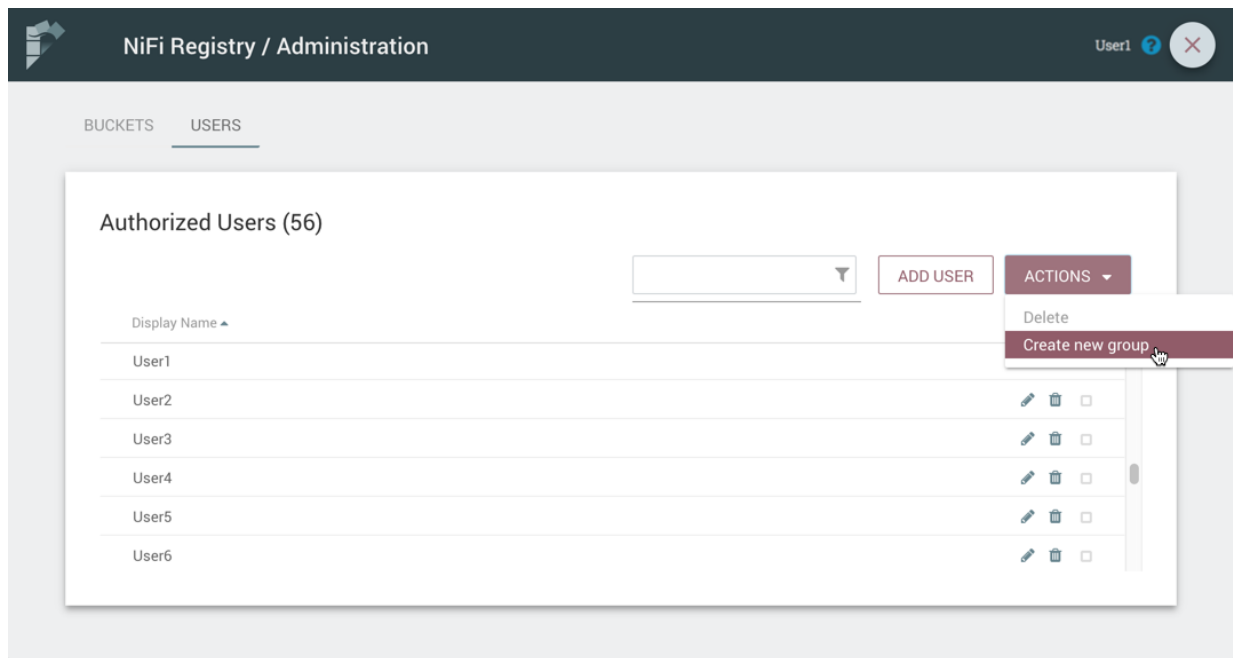 NiFi Registry / Administration
User1 ?
BUCKETS USERS
Authorized Users (56)
ADD USER ACTIONS
Delete
Display Name
Create new group
User1
User2
User3
User4
User5
User6